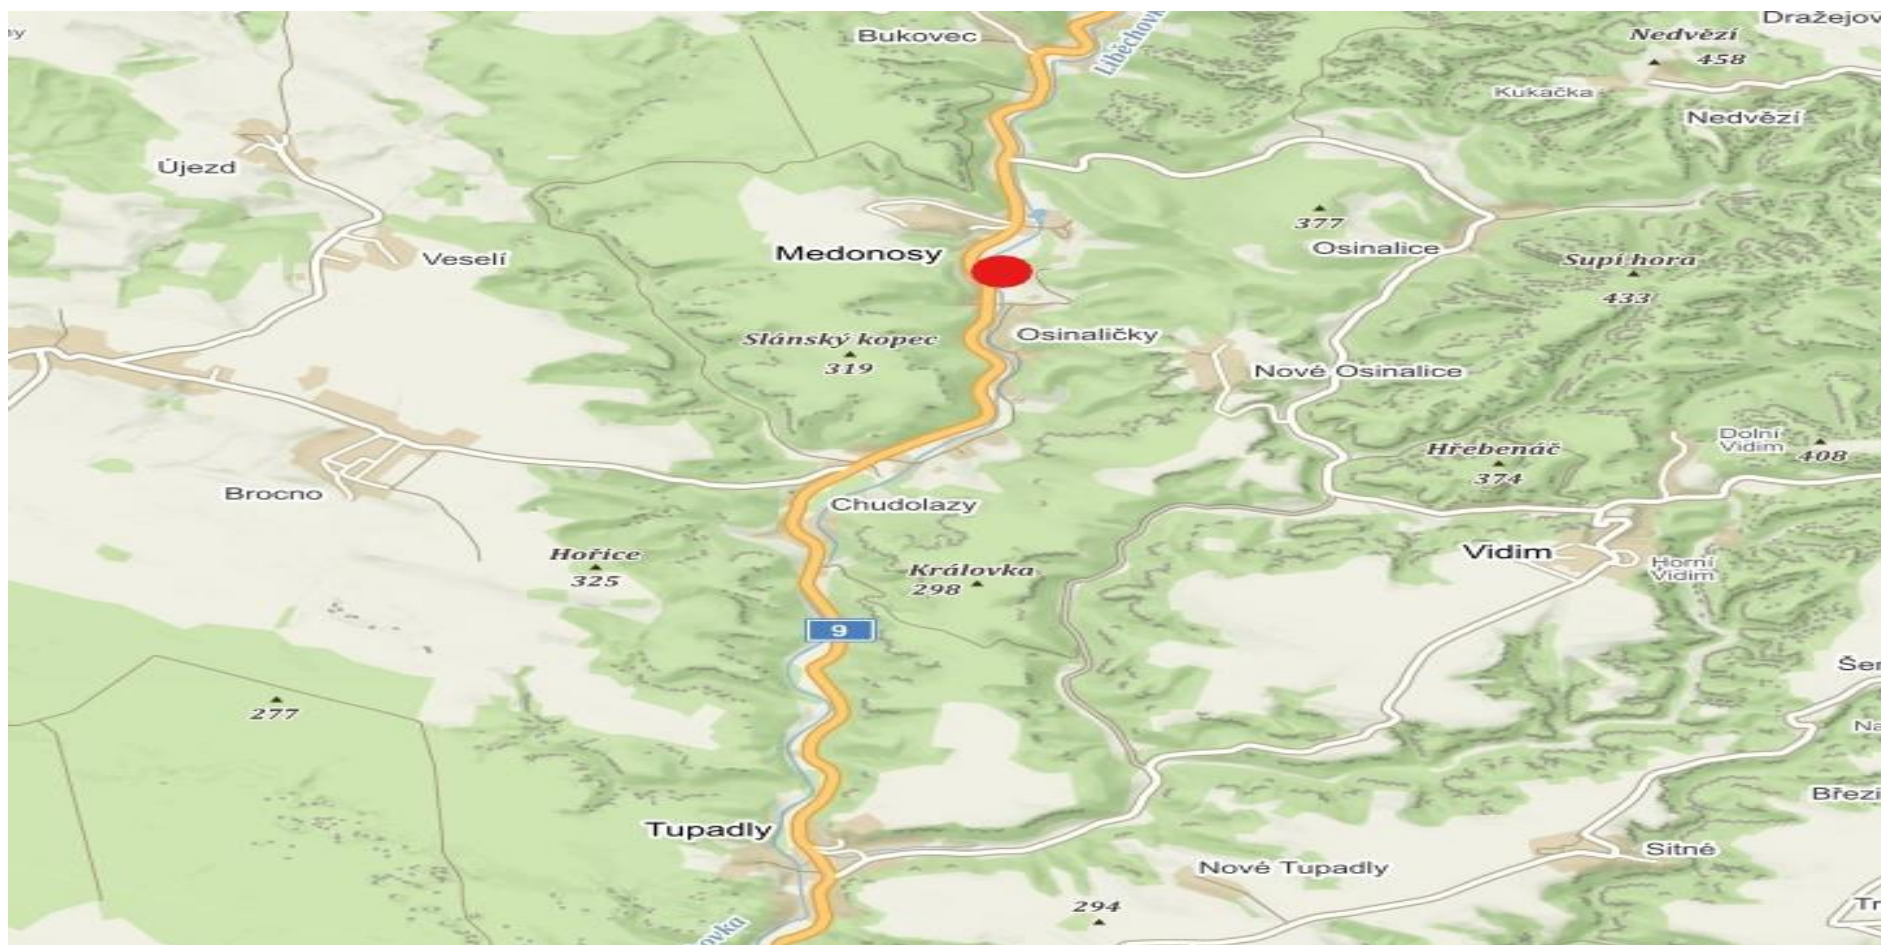 Bukovec
Liběchovka
Nedvězí
458
Kukačka
Nedvězí
Újezd
377
Medonosy
Veselí
Osinalice
Supí hora
433
Slánský kopec
319
Osinaličky
Nové Osinalice
Dolní
Vidim
408
Hřebenáč
374
Brocno
Chudolazy
Hořice
325
Královka
298
Vidim
Horní
Vidim
9
277
Tupadly
Nové Tupadly
Sitné
294